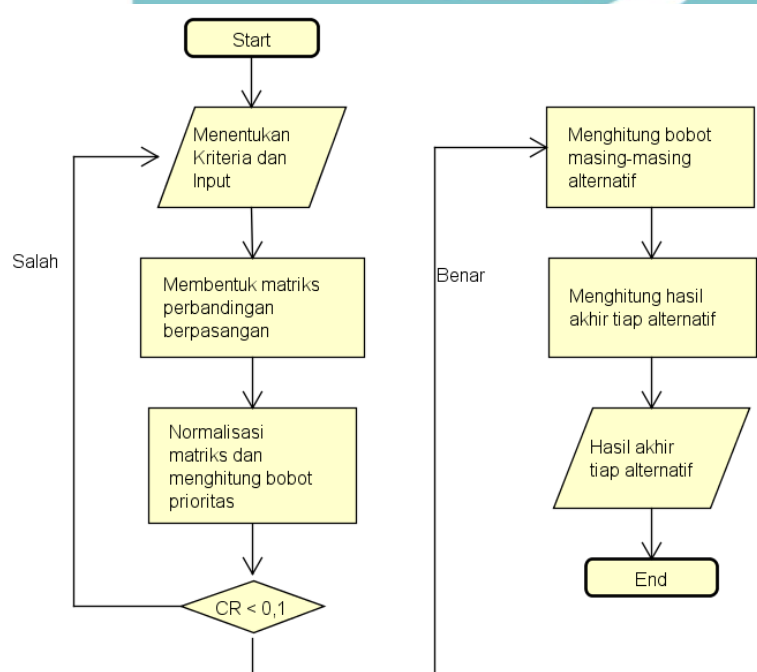 Start
Menentukan
Kriteria dan
Input
Salah
Membentuk matriks
perbandingan
berpasangan
Normalisasi
matriks dan
menghitung bobot
prioritas
CR < 0,1
Benar
Menghitung bobot
masing-masing
alternatif
Menghitung hasil
akhir tiap alternatif
Hasil akhir
tiap alternatif
End